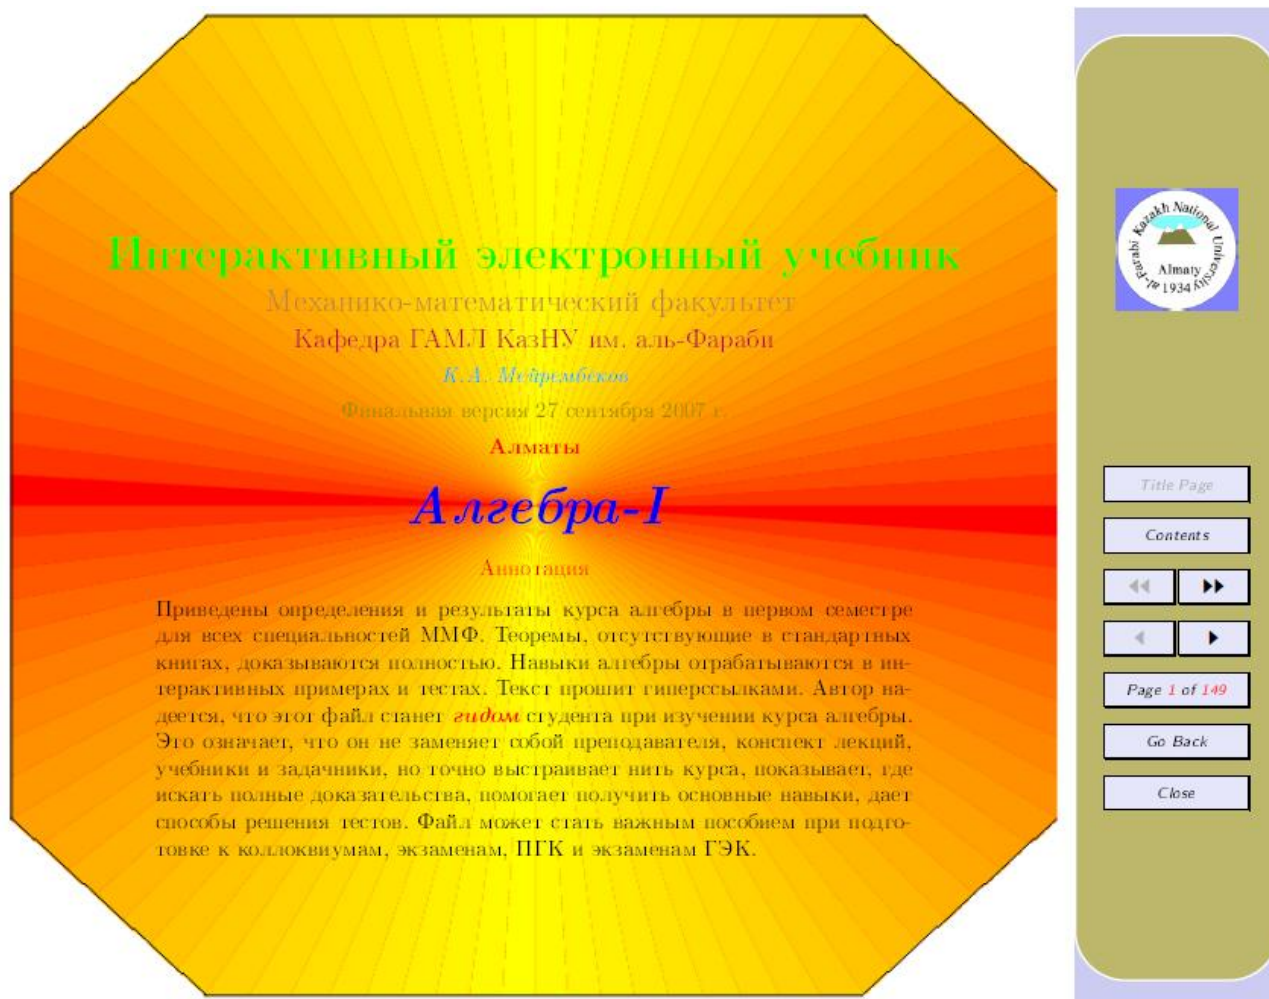 Интерактивный электронный учебник
Механико-математический факультет
Кафедра ГАМЛ КазНУ им. аль-Фараби
К.А. Мейрембеков
Финальная версия 27 сентября 2007 г.
Алматы
Алгебра-I
Аннотация
Приведены определения и результаты курса алгебры в первом семестре
для всех специальностей ММФ. Теоремы, отсутствующие в стандартных
книгах, доказываются полностью. Навыки алгебры отрабатываются в ин-
терактивных примерах и тестах. Текст прошит гиперссылками. Автор на-
деется, что этот файл станет гидом студента при изучении курса алгебры.
Это означает, что он не заменяет собой преподавателя, конспект лекций,
учебники и задачники, но точно выстраивает нить курса, показывает, где
искать полные доказательства, помогает получить основные навыки, дает
способы решения тестов. Файл может стать важным пособием при подго-
товке к коллоквиумам, экзаменам, ПГК и экзаменам ГЭК.
al-Farabi Kazakh National University
Almaty
1934
Title Page
Contents
Page 1 of 149
Go Back
Close